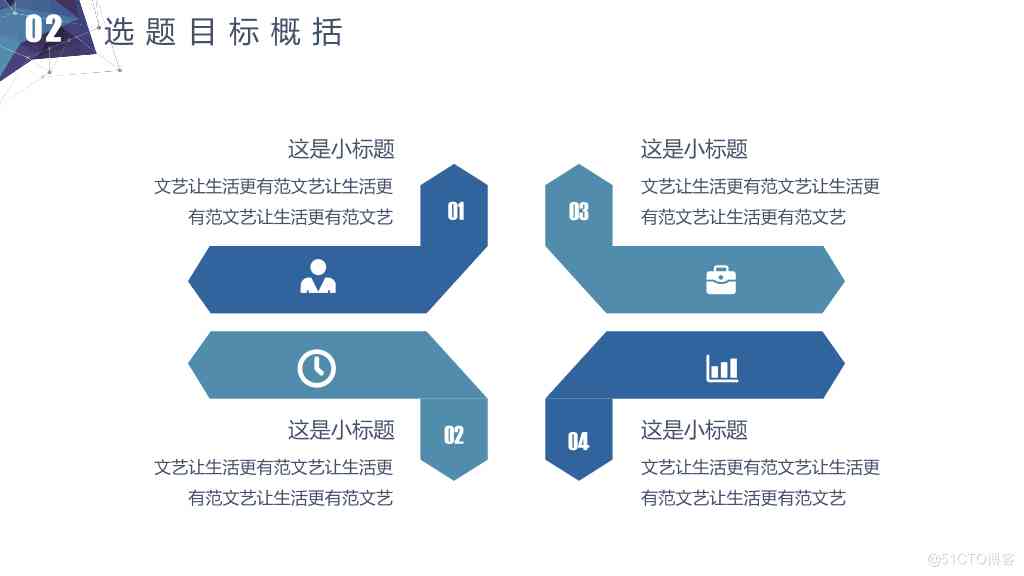 02
选题目标概括
这是小标题
文艺让生活更有范文艺让生活更
有范文艺让生活更有范文艺
01
03
这是小标题
文艺让生活更有范文艺让生活更
有范文艺让生活更有范文艺
02
这是小标题
文艺让生活更有范文艺让生活更
有范文艺让生活更有范文艺
04
这是小标题
文艺让生活更有范文艺让生活更
有范文艺让生活更有范文艺
@51CTO博客